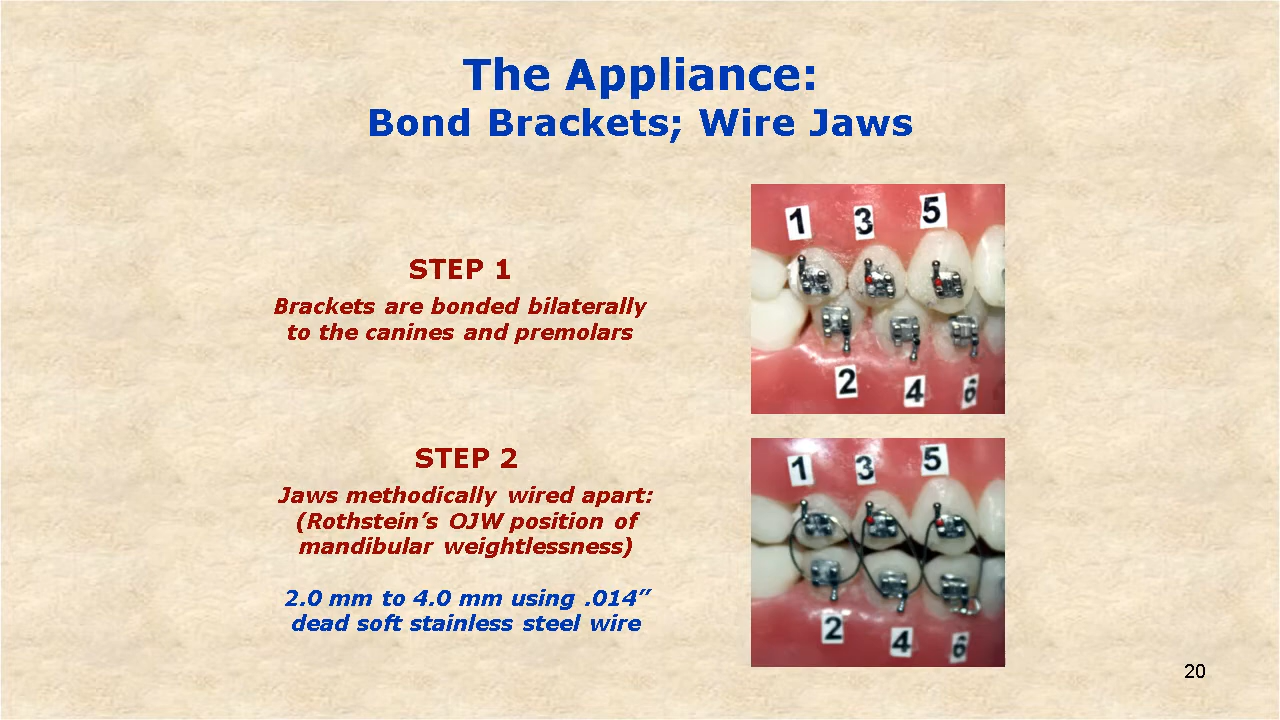 The Appliance:
Bond Brackets; Wire Jaws
STEP 1
Brackets are bonded bilaterally
to the canines and premolars
1 3 5
2 4 6
STEP 2
Jaws methodically wired apart:
(Rothstein’s OJW position of
mandibular weightlessness)
2.0 mm to 4.0 mm using .014”
dead soft stainless steel wire
1 3 5
2 4 6
20